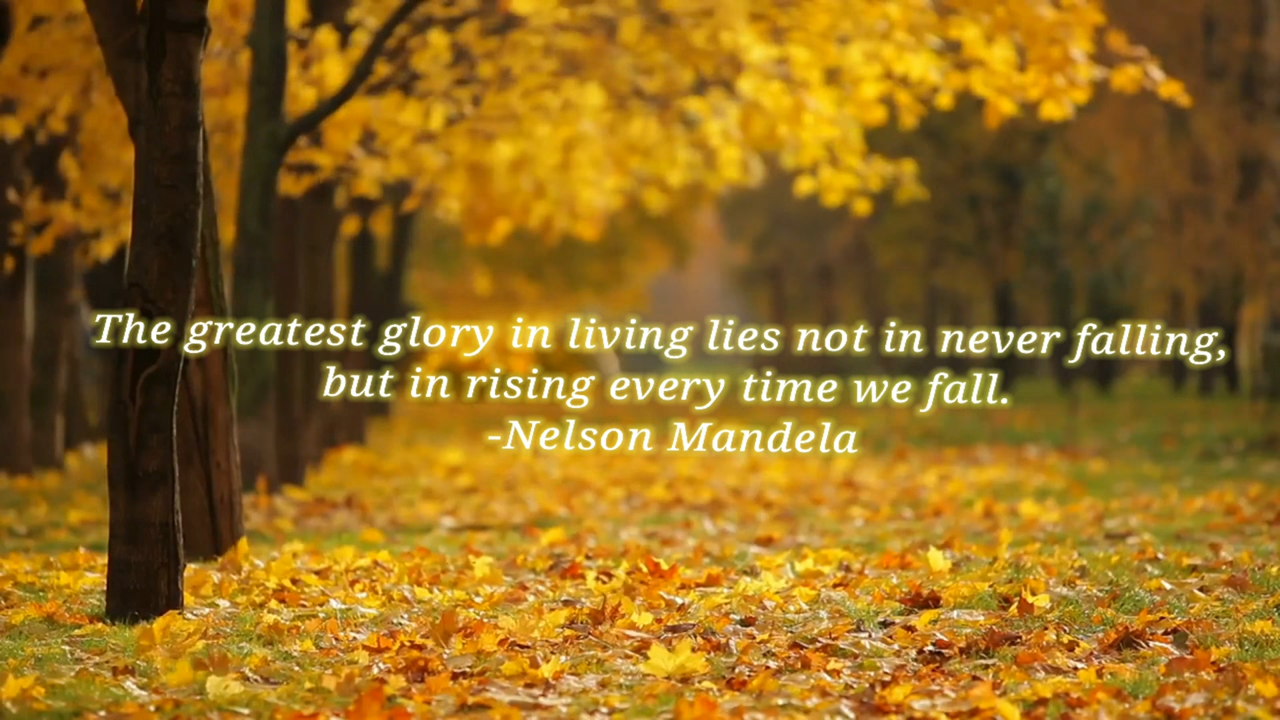 The greatest glory in living lies not in never falling,
but in rising every time we fall.
-Nelson Mandela